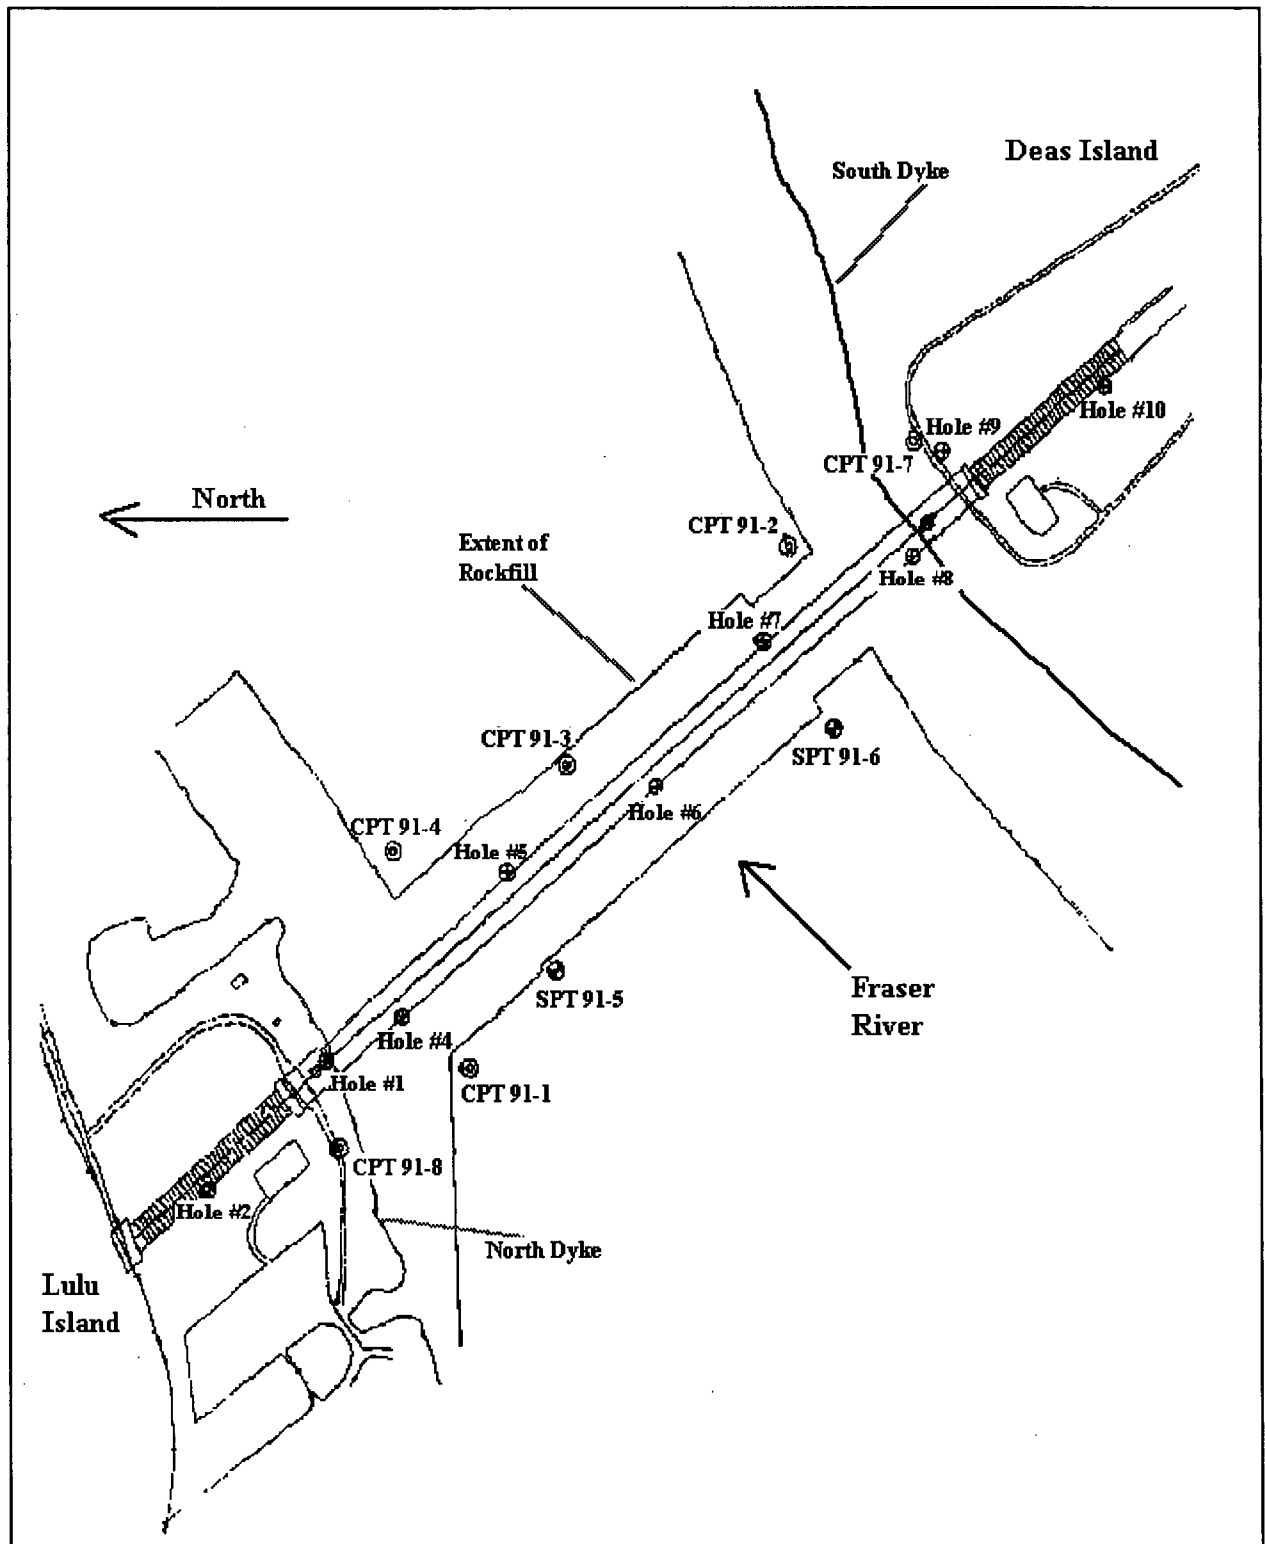 Deas Island
South Dyke
Hole #10
Hole #9
CPT 91-7
North
CPT 91-2
Extent of
Rockfill
Hole #8
Hole #7
CPT 91-3
SPT 91-6
Hole #6
CPT 91-4
Hole #5
SPT 91-5
Fraser
River
Hole #4
Hole #1
CPT 91-1
CPT 91-8
Hole #2
North Dyke
Lulu
Island